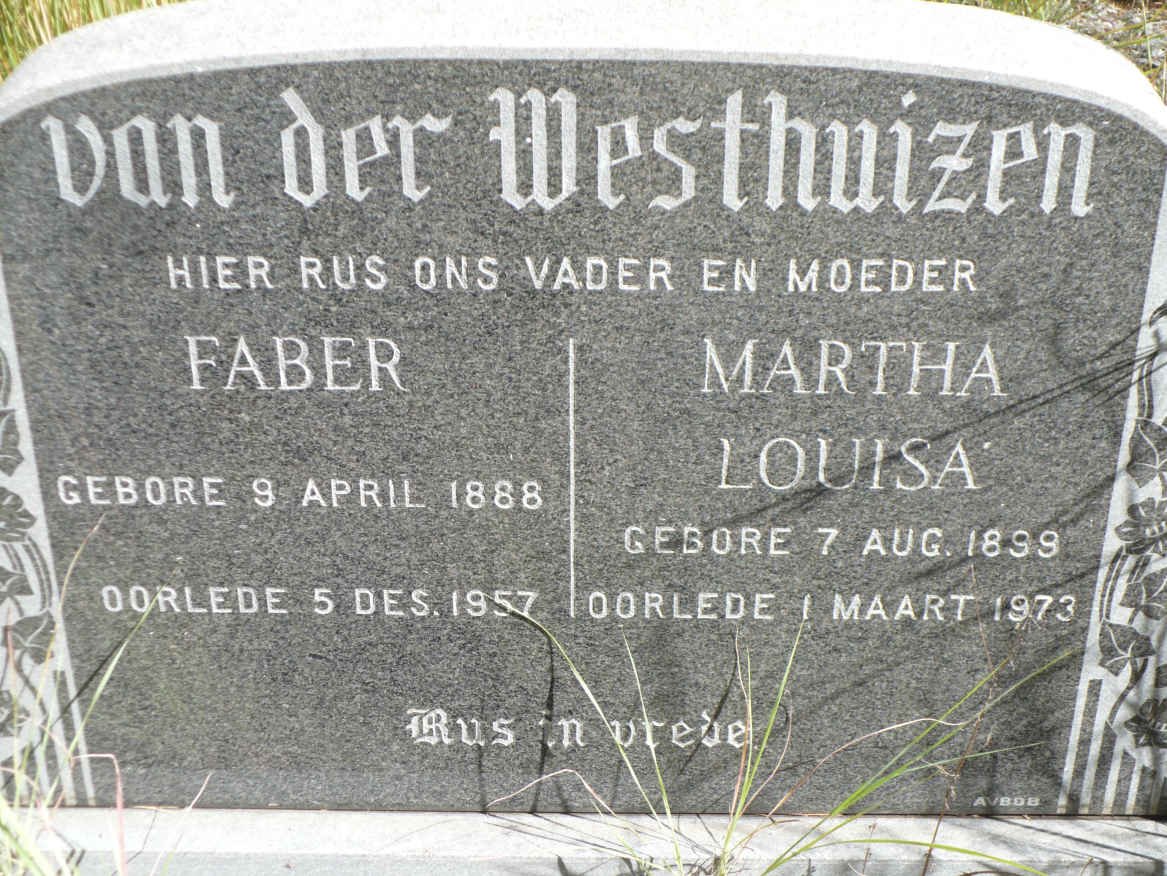 van der Westhuizen
HIER RUS ONS VADER EN MOEDER
FABER
GEBORE 9 APRIL 1888
OORLEDE 5 DES. 1957
MARTHA
LOUISA
GEBORE 7 AUG. 1899
OORLEDE 1 MAART 1973
Rus in vrede.
AVBOB